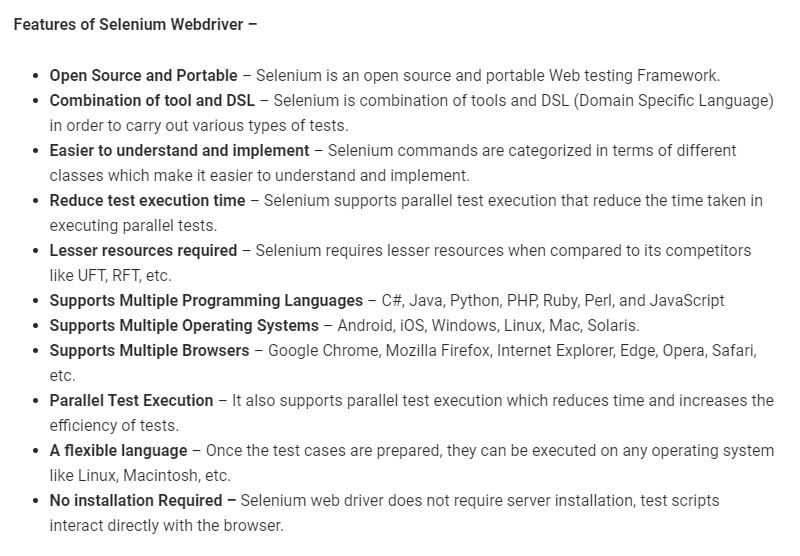 Features of Selenium Webdriver –
• Open Source and Portable – Selenium is an open source and portable Web testing Framework.
• Combination of tool and DSL – Selenium is combination of tools and DSL (Domain Specific Language)
in order to carry out various types of tests.
• Easier to understand and implement – Selenium commands are categorized in terms of different
classes which make it easier to understand and implement.
• Reduce test execution time – Selenium supports parallel test execution that reduce the time taken in
executing parallel tests.
• Lesser resources required – Selenium requires lesser resources when compared to its competitors
like UFT, RFT, etc.
• Supports Multiple Programming Languages – C#, Java, Python, PHP, Ruby, Perl, and JavaScript
• Supports Multiple Operating Systems – Android, iOS, Windows, Linux, Mac, Solaris.
• Supports Multiple Browsers – Google Chrome, Mozilla Firefox, Internet Explorer, Edge, Opera, Safari,
etc.
• Parallel Test Execution – It also supports parallel test execution which reduces time and increases the
efficiency of tests.
• A flexible language – Once the test cases are prepared, they can be executed on any operating system
like Linux, Macintosh, etc.
• No installation Required – Selenium web driver does not require server installation, test scripts
interact directly with the browser.